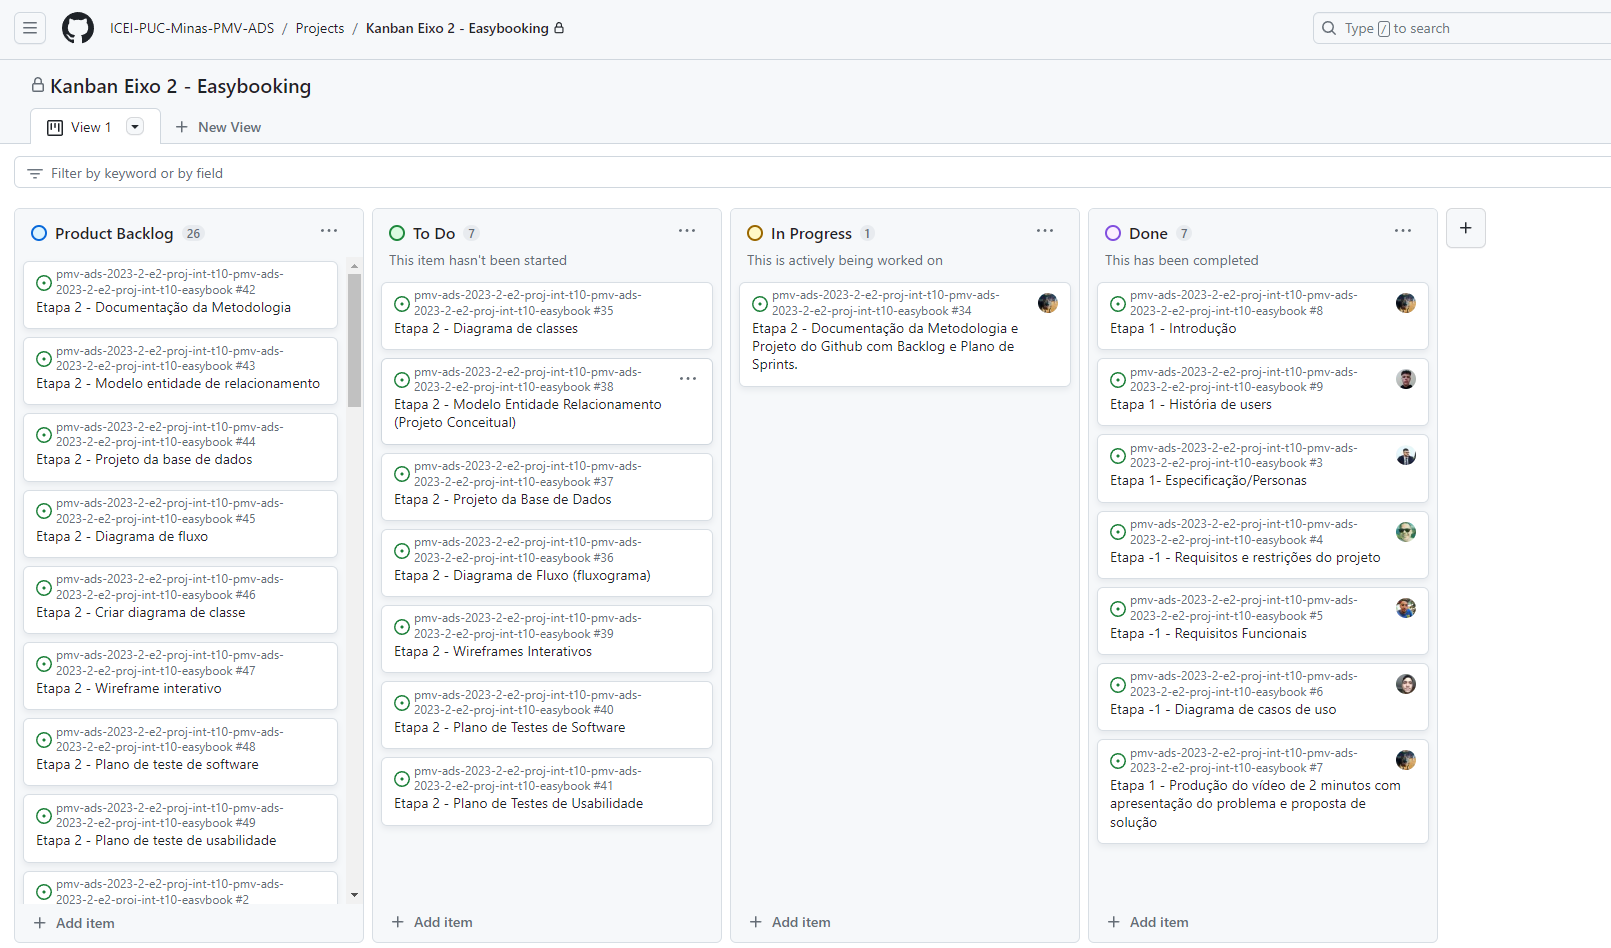 ICEI-PUC-Minas-PMV-ADS / Projects / Kanban Eixo 2 - Easybooking
Type / to search
Kanban Eixo 2 - Easybooking
View 1
New View
Filter by keyword or by field
Product Backlog 26
pmv-ads-2023-2-e2-proj-int-t10-pmv-ads-
2023-2-e2-proj-int-t10-easybook #42
Etapa 2 - Documentação da Metodologia
pmv-ads-2023-2-e2-proj-int-t10-pmv-ads-
2023-2-e2-proj-int-t10-easybook #43
Etapa 2 - Modelo entidade de relacionamento
pmv-ads-2023-2-e2-proj-int-t10-pmv-ads-
2023-2-e2-proj-int-t10-easybook #44
Etapa 2 - Projeto da base de dados
pmv-ads-2023-2-e2-proj-int-t10-pmv-ads-
2023-2-e2-proj-int-t10-easybook #45
Etapa 2 - Diagrama de fluxo
pmv-ads-2023-2-e2-proj-int-t10-pmv-ads-
2023-2-e2-proj-int-t10-easybook #46
Etapa 2 - Criar diagrama de classe
pmv-ads-2023-2-e2-proj-int-t10-pmv-ads-
2023-2-e2-proj-int-t10-easybook #47
Etapa 2 - Wireframe interativo
pmv-ads-2023-2-e2-proj-int-t10-pmv-ads-
2023-2-e2-proj-int-t10-easybook #48
Etapa 2 - Plano de teste de software
pmv-ads-2023-2-e2-proj-int-t10-pmv-ads-
2023-2-e2-proj-int-t10-easybook #49
Etapa 2 - Plano de teste de usabilidade
pmv-ads-2023-2-e2-proj-int-t10-pmv-ads-
2023-2-e2-proj-int-t10-easybook #2
Add item
To Do 7
This item hasn't been started
pmv-ads-2023-2-e2-proj-int-t10-pmv-ads-
2023-2-e2-proj-int-t10-easybook #35
Etapa 2 - Diagrama de classes
pmv-ads-2023-2-e2-proj-int-t10-pmv-ads-
2023-2-e2-proj-int-t10-easybook #38
Etapa 2 - Modelo Entidade Relacionamento
(Projeto Conceitual)
pmv-ads-2023-2-e2-proj-int-t10-pmv-ads-
2023-2-e2-proj-int-t10-easybook #37
Etapa 2 - Projeto da Base de Dados
pmv-ads-2023-2-e2-proj-int-t10-pmv-ads-
2023-2-e2-proj-int-t10-easybook #36
Etapa 2 - Diagrama de Fluxo (fluxograma)
pmv-ads-2023-2-e2-proj-int-t10-pmv-ads-
2023-2-e2-proj-int-t10-easybook #39
Etapa 2 - Wireframes Interativos
pmv-ads-2023-2-e2-proj-int-t10-pmv-ads-
2023-2-e2-proj-int-t10-easybook #40
Etapa 2 - Plano de Testes de Software
pmv-ads-2023-2-e2-proj-int-t10-pmv-ads-
2023-2-e2-proj-int-t10-easybook #41
Etapa 2 - Plano de Testes de Usabilidade
Add item
In Progress 1
This is actively being worked on
pmv-ads-2023-2-e2-proj-int-t10-pmv-ads-
2023-2-e2-proj-int-t10-easybook #34
Etapa 2 - Documentação da Metodologia e
Projeto do Github com Backlog e Plano de
Sprints.
Add item
Done 7
This has been completed
pmv-ads-2023-2-e2-proj-int-t10-pmv-ads-
2023-2-e2-proj-int-t10-easybook #8
Etapa 1 - Introdução
pmv-ads-2023-2-e2-proj-int-t10-pmv-ads-
2023-2-e2-proj-int-t10-easybook #9
Etapa 1 - História de users
pmv-ads-2023-2-e2-proj-int-t10-pmv-ads-
2023-2-e2-proj-int-t10-easybook #3
Etapa 1- Especificação/Personas
pmv-ads-2023-2-e2-proj-int-t10-pmv-ads-
2023-2-e2-proj-int-t10-easybook #4
Etapa -1 - Requisitos e restrições do projeto
pmv-ads-2023-2-e2-proj-int-t10-pmv-ads-
2023-2-e2-proj-int-t10-easybook #5
Etapa -1 - Requisitos Funcionais
pmv-ads-2023-2-e2-proj-int-t10-pmv-ads-
2023-2-e2-proj-int-t10-easybook #6
Etapa -1 - Diagrama de casos de uso
pmv-ads-2023-2-e2-proj-int-t10-pmv-ads-
2023-2-e2-proj-int-t10-easybook #7
Etapa 1 - Produção do vídeo de 2 minutos com
apresentação do problema e proposta de
solução
Add item